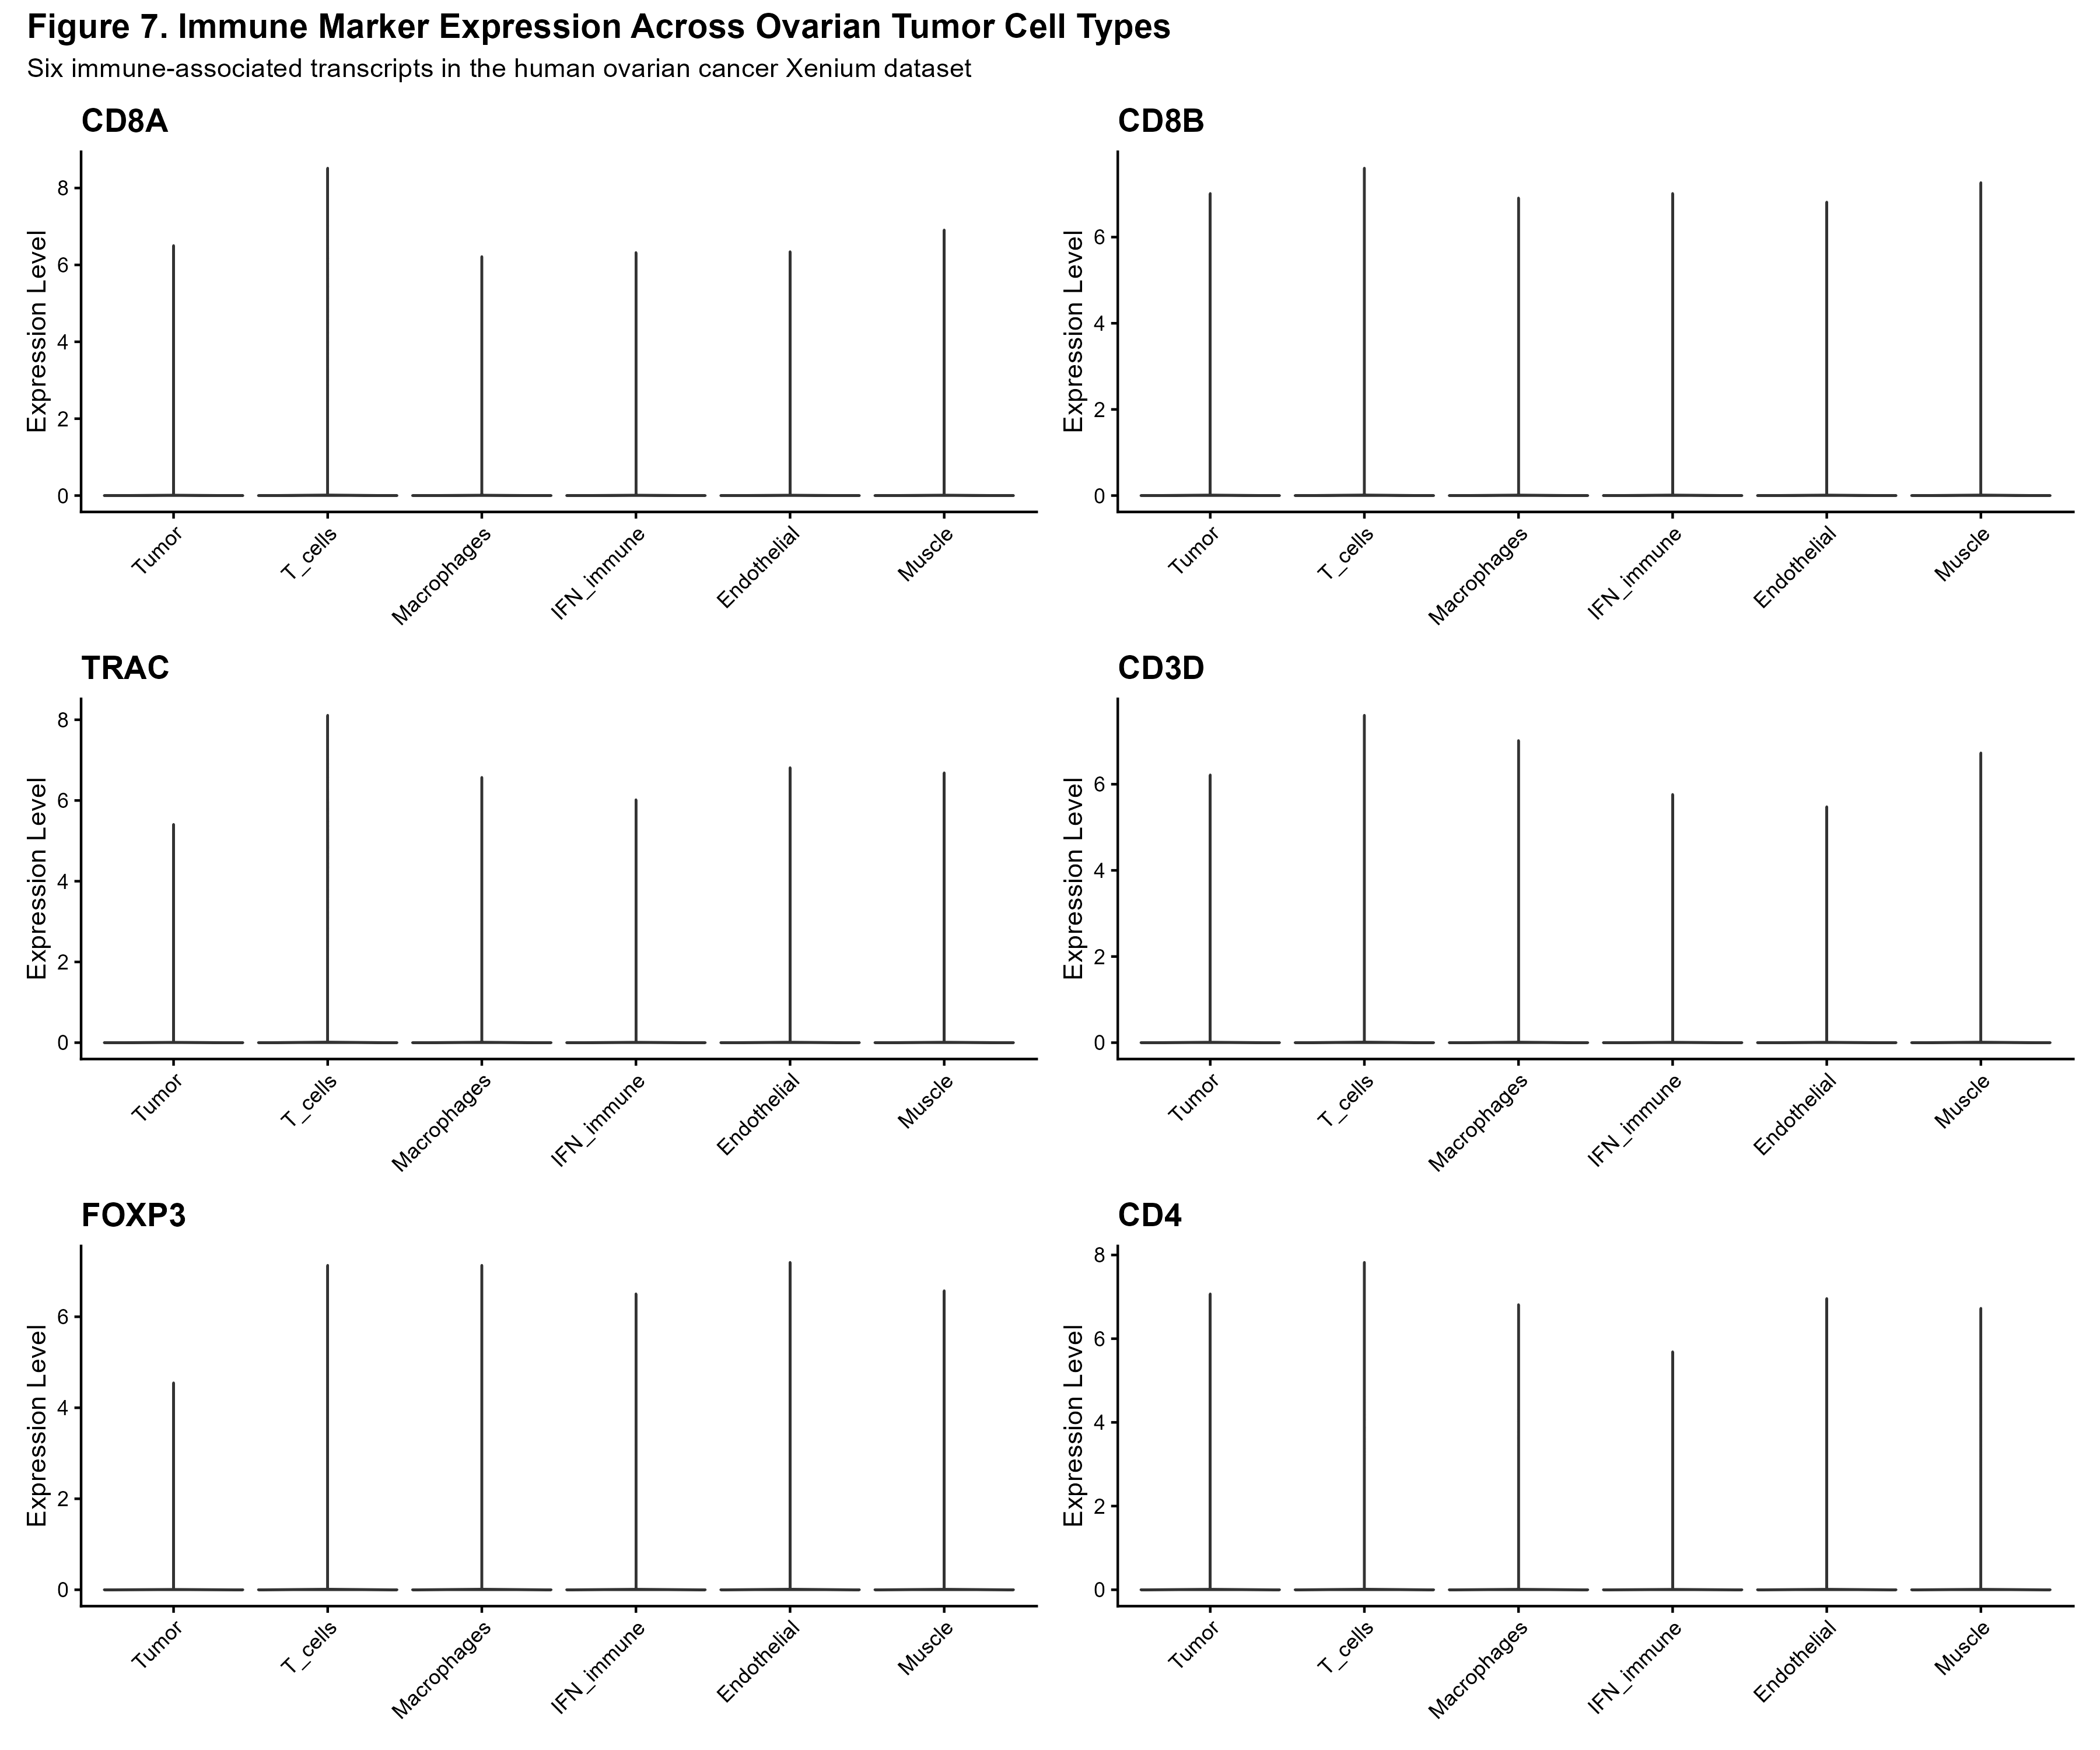 Figure 7. Immune Marker Expression Across Ovarian Tumor Cell Types
Six immune-associated transcripts in the human ovarian cancer Xenium dataset
CD8A
Expression Level
8
6
4
2
0
Tumor
T_cells
Macrophages
IFN_immune
Endothelial
Muscle
CD8B
Expression Level
6
4
2
0
Tumor
T_cells
Macrophages
IFN_immune
Endothelial
Muscle
TRAC
Expression Level
8
6
4
2
0
Tumor
T_cells
Macrophages
IFN_immune
Endothelial
Muscle
CD3D
Expression Level
6
4
2
0
Tumor
T_cells
Macrophages
IFN_immune
Endothelial
Muscle
FOXP3
Expression Level
6
4
2
0
Tumor
T_cells
Macrophages
IFN_immune
Endothelial
Muscle
CD4
Expression Level
8
6
4
2
0
Tumor
T_cells
Macrophages
IFN_immune
Endothelial
Muscle